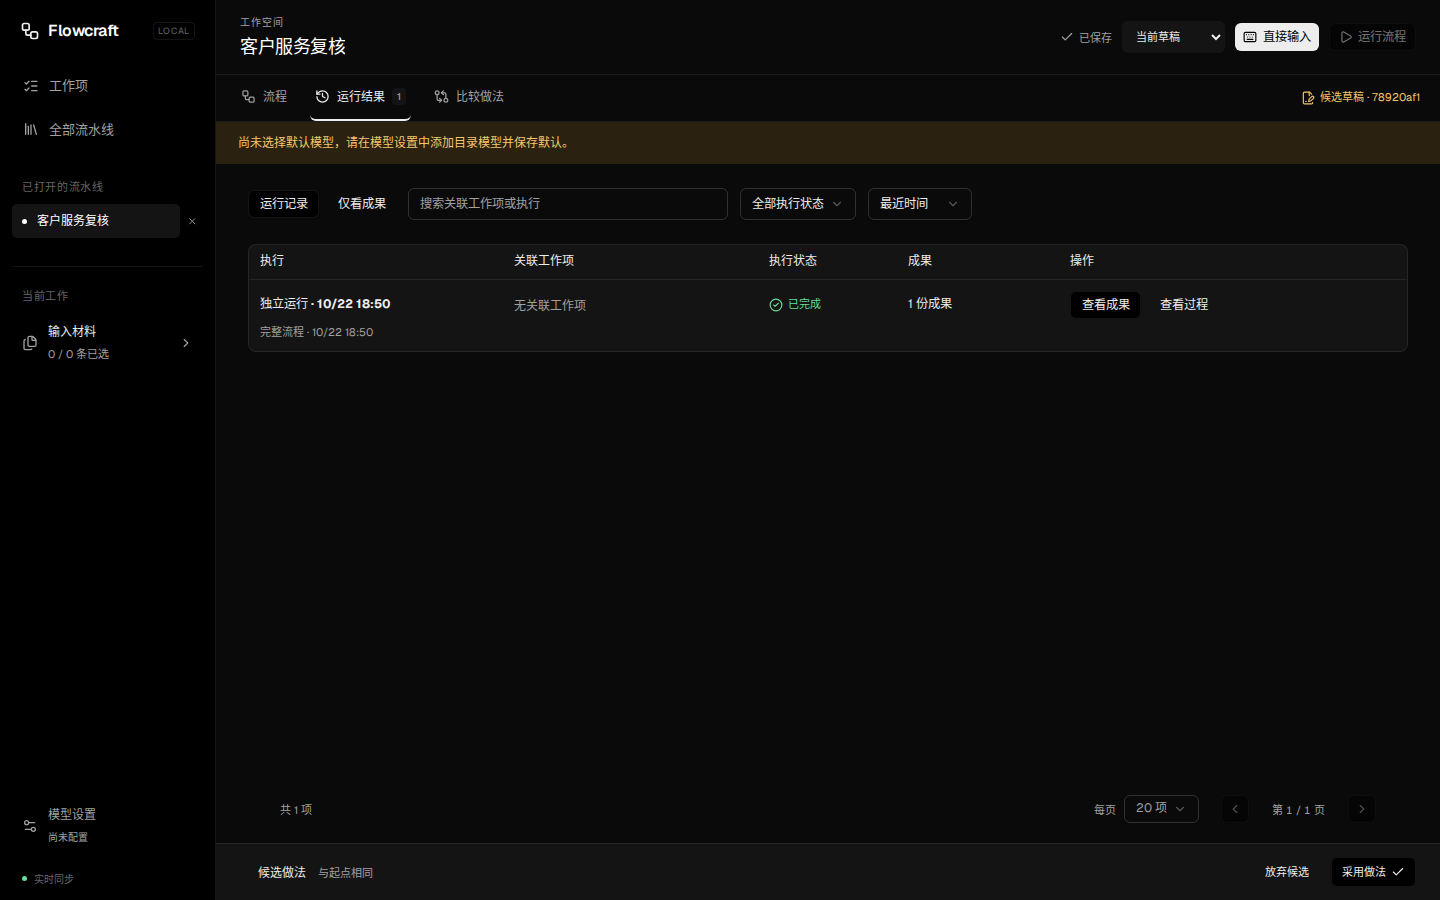 Flowcraft
LOCAL
工作项
全部流水线
已打开的流水线
客户服务复核
当前工作
输入材料
0 / 0 条已选
模型设置
尚未配置
实时同步
工作空间
客户服务复核
已保存
当前草稿
直接输入
运行流程
流程
运行结果 1
比较做法
候选草稿 · 78920af1
尚未选择默认模型，请在模型设置中添加目录模型并保存默认。
运行记录
仅看成果
搜索关联工作项或执行
全部执行状态
最近时间
执行 关联工作项 执行状态 成果 操作
独立运行 · 10/22 18:50 无关联工作项 已完成 1 份成果 查看成果 查看过程
完整流程 · 10/22 18:50
共 1 项
每页 20 项 第 1 / 1 页
候选做法 与起点相同
放弃候选 采用做法